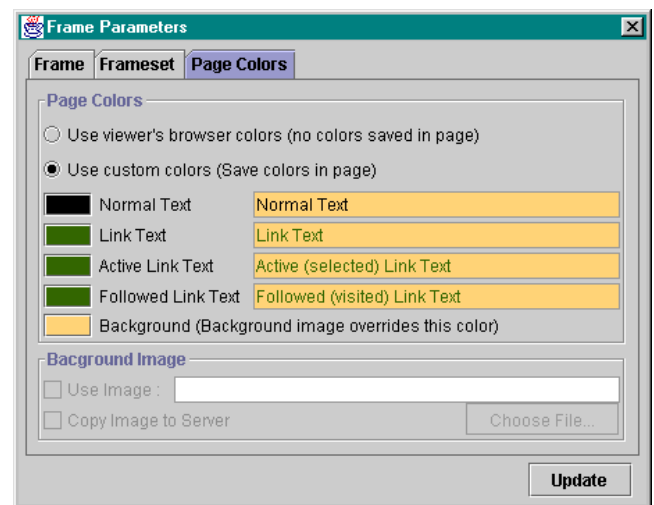 Frame Parameters
Frame Frameset Page Colors
Page Colors
Use viewer's browser colors (no colors saved in page)
Use custom colors (Save colors in page)
Normal Text Normal Text
Link Text Link Text
Active Link Text Active (selected) Link Text
Followed Link Text Followed (visited) Link Text
Background (Background image overrides this color)
Bacground Image
Use Image :
Copy Image to Server Choose File...
Update